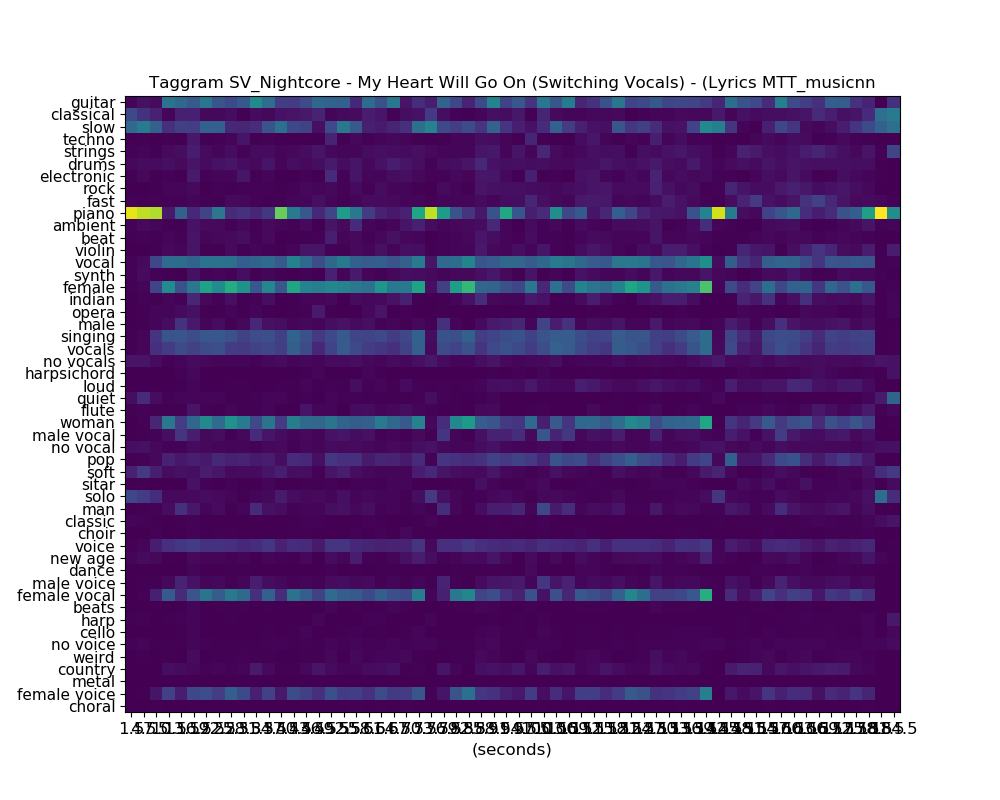 Taggram SV_Nightcore - My Heart Will Go On (Switching Vocals) - (Lyrics MTT_musicnn
guitar
classical
slow
techno
strings
drums
electronic
rock
fast
piano
ambient
beat
violin
vocal
synth
female
indian
opera
male
singing
vocals
no vocals
harpsichord
loud
quiet
flute
woman
male vocal
no vocal
pop
soft
sitar
solo
man
classic
choir
voice
new age
dance
male voice
female vocal
beats
harp
cello
no voice
weird
country
metal
female voice
choral
(seconds)